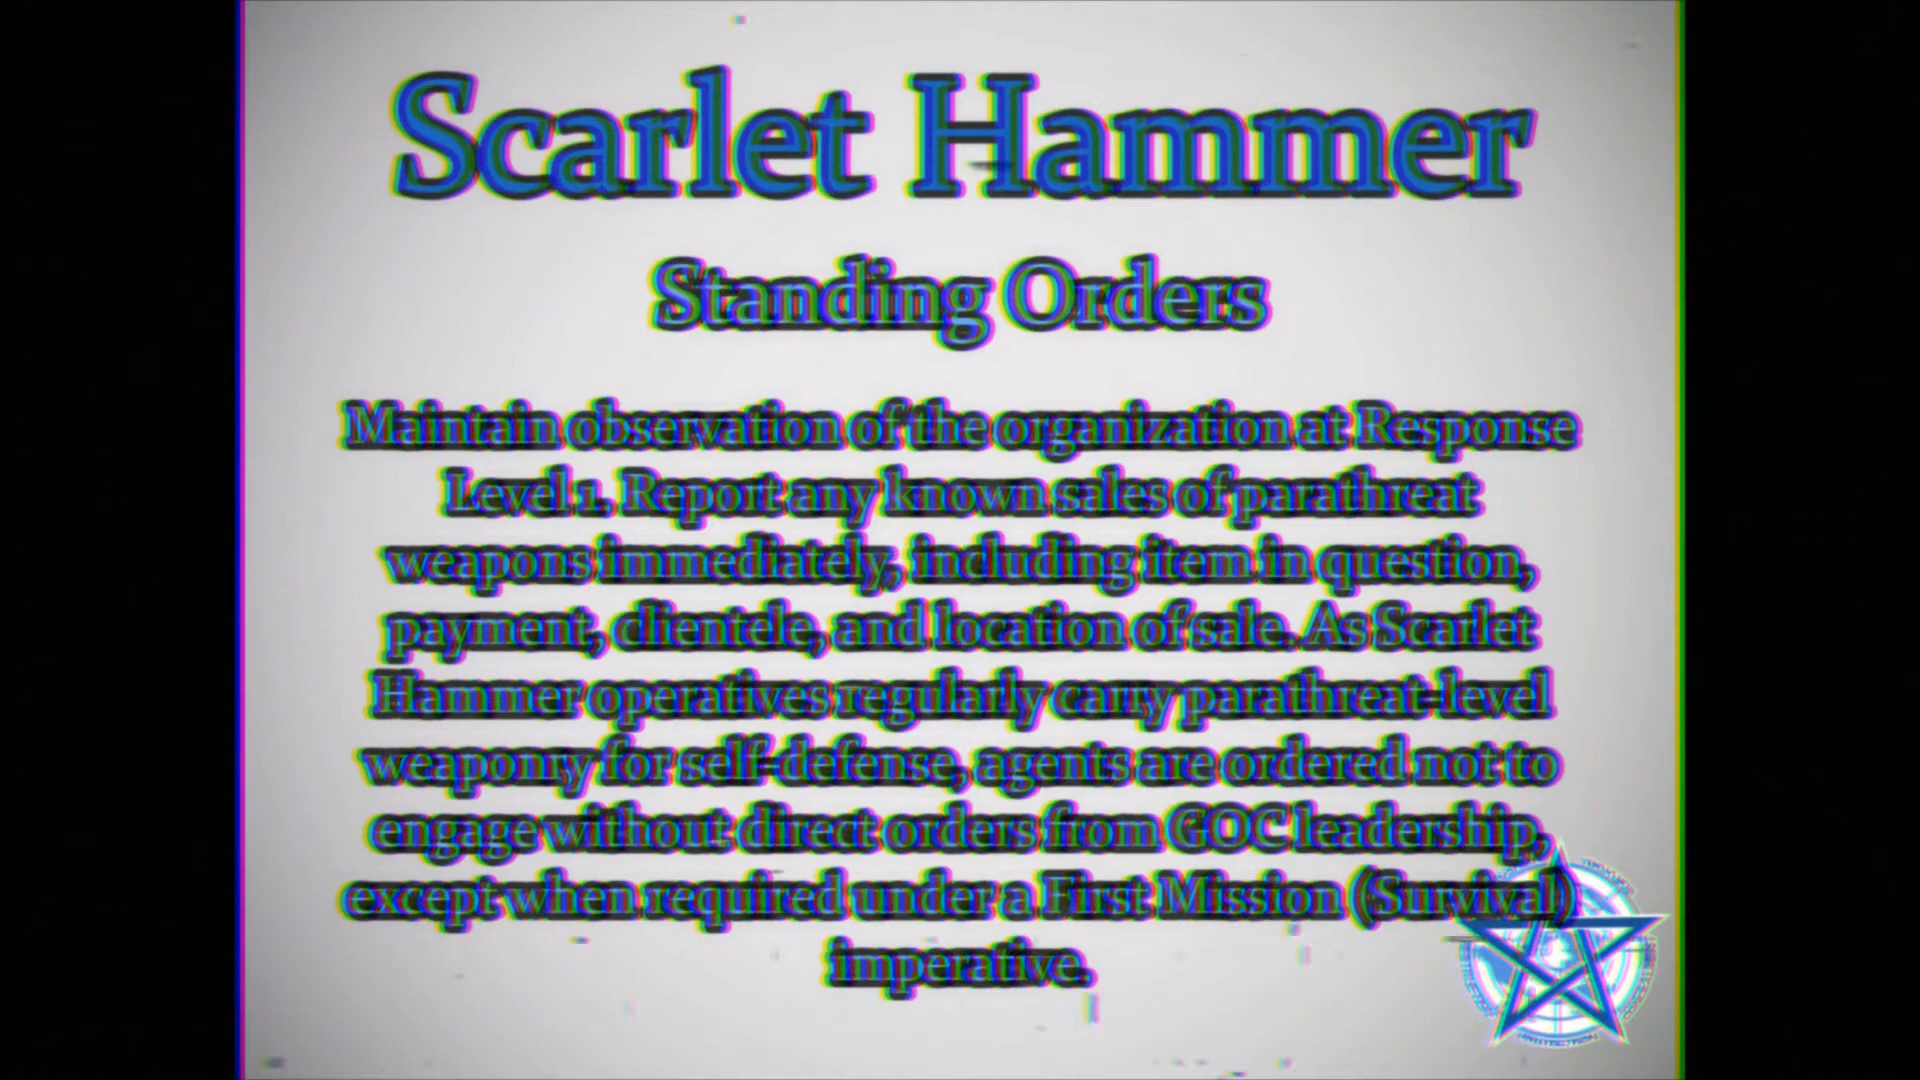 Scarlet Hammer
Standing Orders
Maintain observation of the organization at Response
Level 1. Report any known sales of parathreat
weapons immediately, including item in question,
payment, clientele, and location of sale. As Scarlet
Hammer operatives regularly carry parathreat-level
weaponry for self-defense, agents are ordered not to
engage without direct orders from GOC leadership,
except when required under a First Mission (Survival)
imperative.